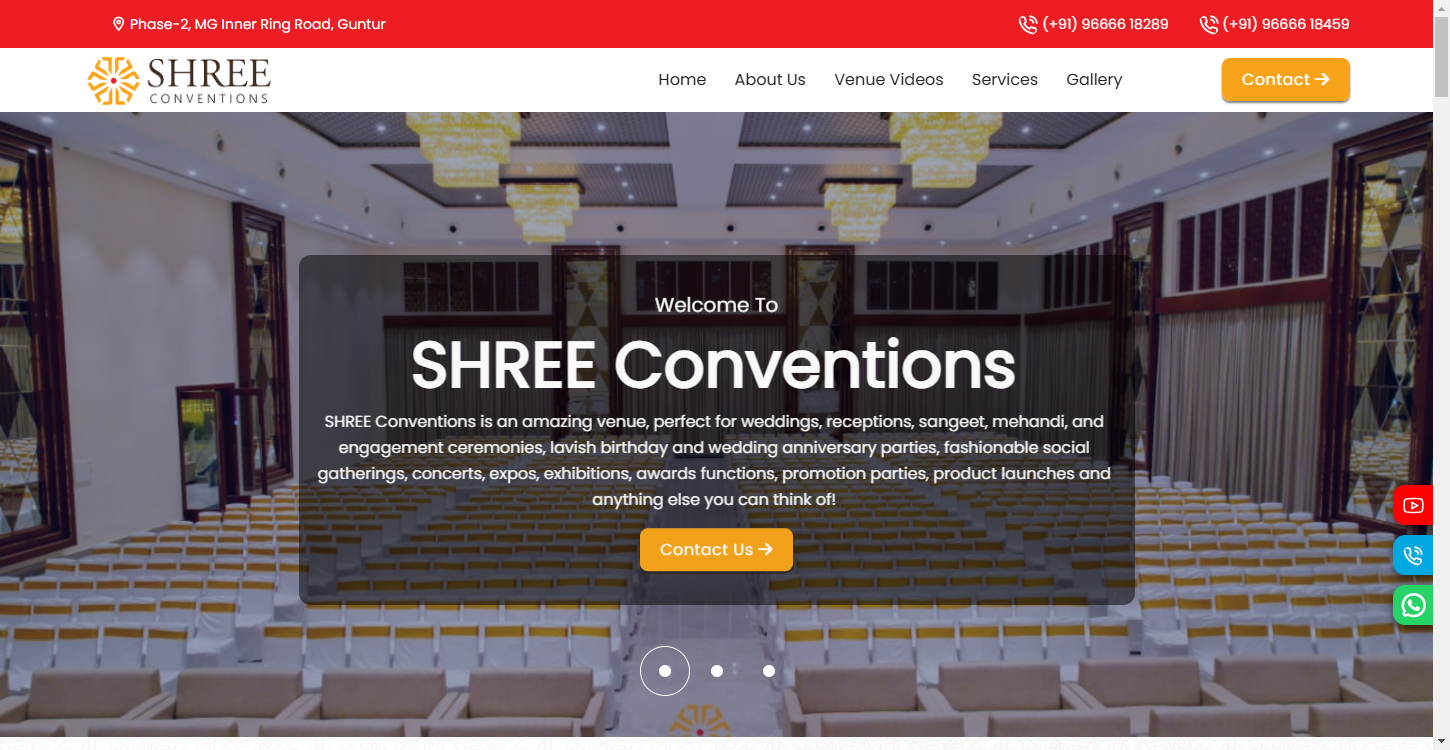 Phase-2, MG Inner Ring Road, Guntur
(+91) 96666 18289
(+91) 96666 18459
SHREE
CONVENTIONS
Home
About Us
Venue Videos
Services
Gallery
Contact
Welcome To
SHREE Conventions
SHREE Conventions is an amazing venue, perfect for weddings, receptions, sangeet, mehandi, and
engagement ceremonies, lavish birthday and wedding anniversary parties, fashionable social
gatherings, concerts, expos, exhibitions, awards functions, promotion parties, product launches and
anything else you can think of!
Contact Us